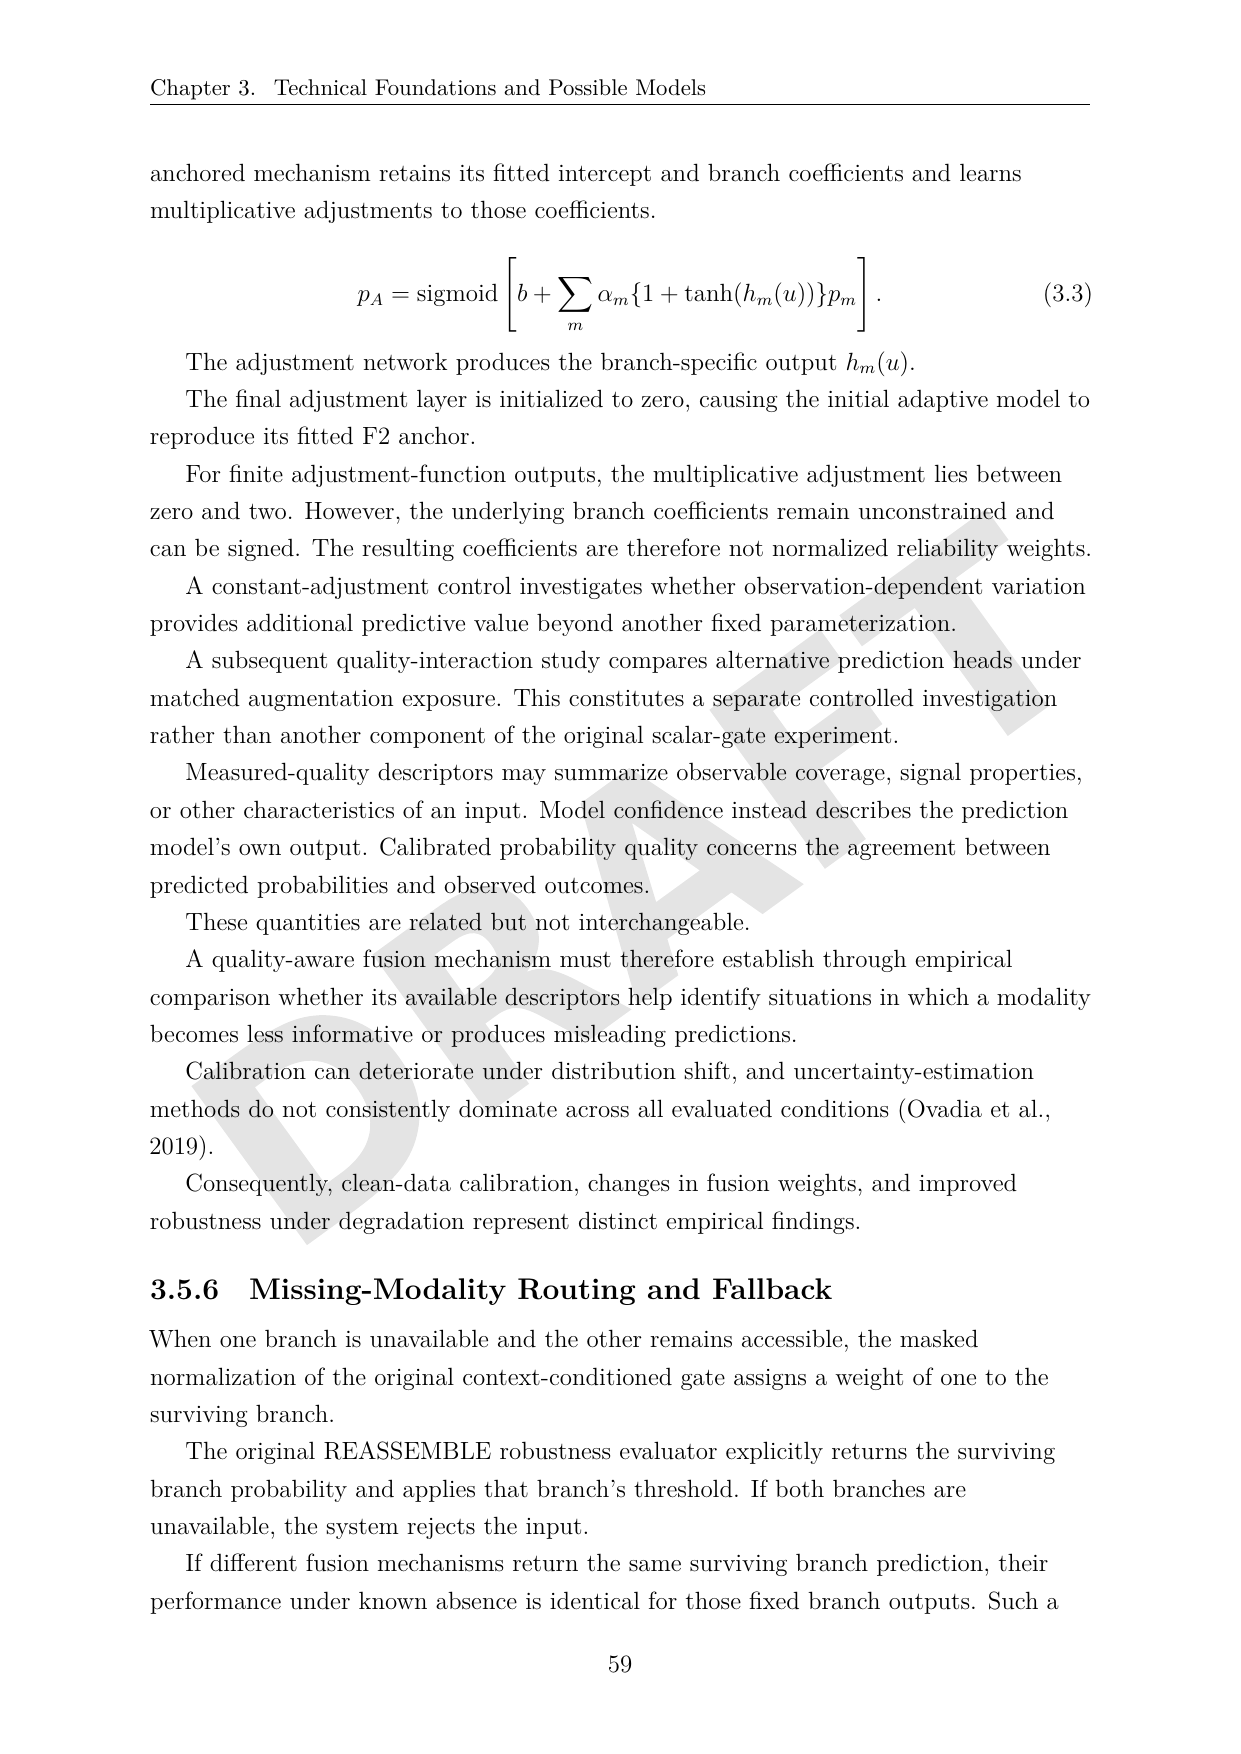 Chapter 3. Technical Foundations and Possible Models
anchored mechanism retains its fitted intercept and branch coefficients and learns
multiplicative adjustments to those coefficients.
p_A = sigmoid [ b + ∑_m α_m{1 + tanh(h_m(u))}p_m ] . (3.3)
The adjustment network produces the branch-specific output h_m(u).
The final adjustment layer is initialized to zero, causing the initial adaptive model to
reproduce its fitted F2 anchor.
For finite adjustment-function outputs, the multiplicative adjustment lies between
zero and two. However, the underlying branch coefficients remain unconstrained and
can be signed. The resulting coefficients are therefore not normalized reliability weights.
A constant-adjustment control investigates whether observation-dependent variation
provides additional predictive value beyond another fixed parameterization.
A subsequent quality-interaction study compares alternative prediction heads under
matched augmentation exposure. This constitutes a separate controlled investigation
rather than another component of the original scalar-gate experiment.
Measured-quality descriptors may summarize observable coverage, signal properties,
or other characteristics of an input. Model confidence instead describes the prediction
model's own output. Calibrated probability quality concerns the agreement between
predicted probabilities and observed outcomes.
These quantities are related but not interchangeable.
A quality-aware fusion mechanism must therefore establish through empirical
comparison whether its available descriptors help identify situations in which a modality
becomes less informative or produces misleading predictions.
Calibration can deteriorate under distribution shift, and uncertainty-estimation
methods do not consistently dominate across all evaluated conditions (Ovadia et al.,
2019).
Consequently, clean-data calibration, changes in fusion weights, and improved
robustness under degradation represent distinct empirical findings.
3.5.6 Missing-Modality Routing and Fallback
When one branch is unavailable and the other remains accessible, the masked
normalization of the original context-conditioned gate assigns a weight of one to the
surviving branch.
The original REASSEMBLE robustness evaluator explicitly returns the surviving
branch probability and applies that branch's threshold. If both branches are
unavailable, the system rejects the input.
If different fusion mechanisms return the same surviving branch prediction, their
performance under known absence is identical for those fixed branch outputs. Such a
59
DRAFT